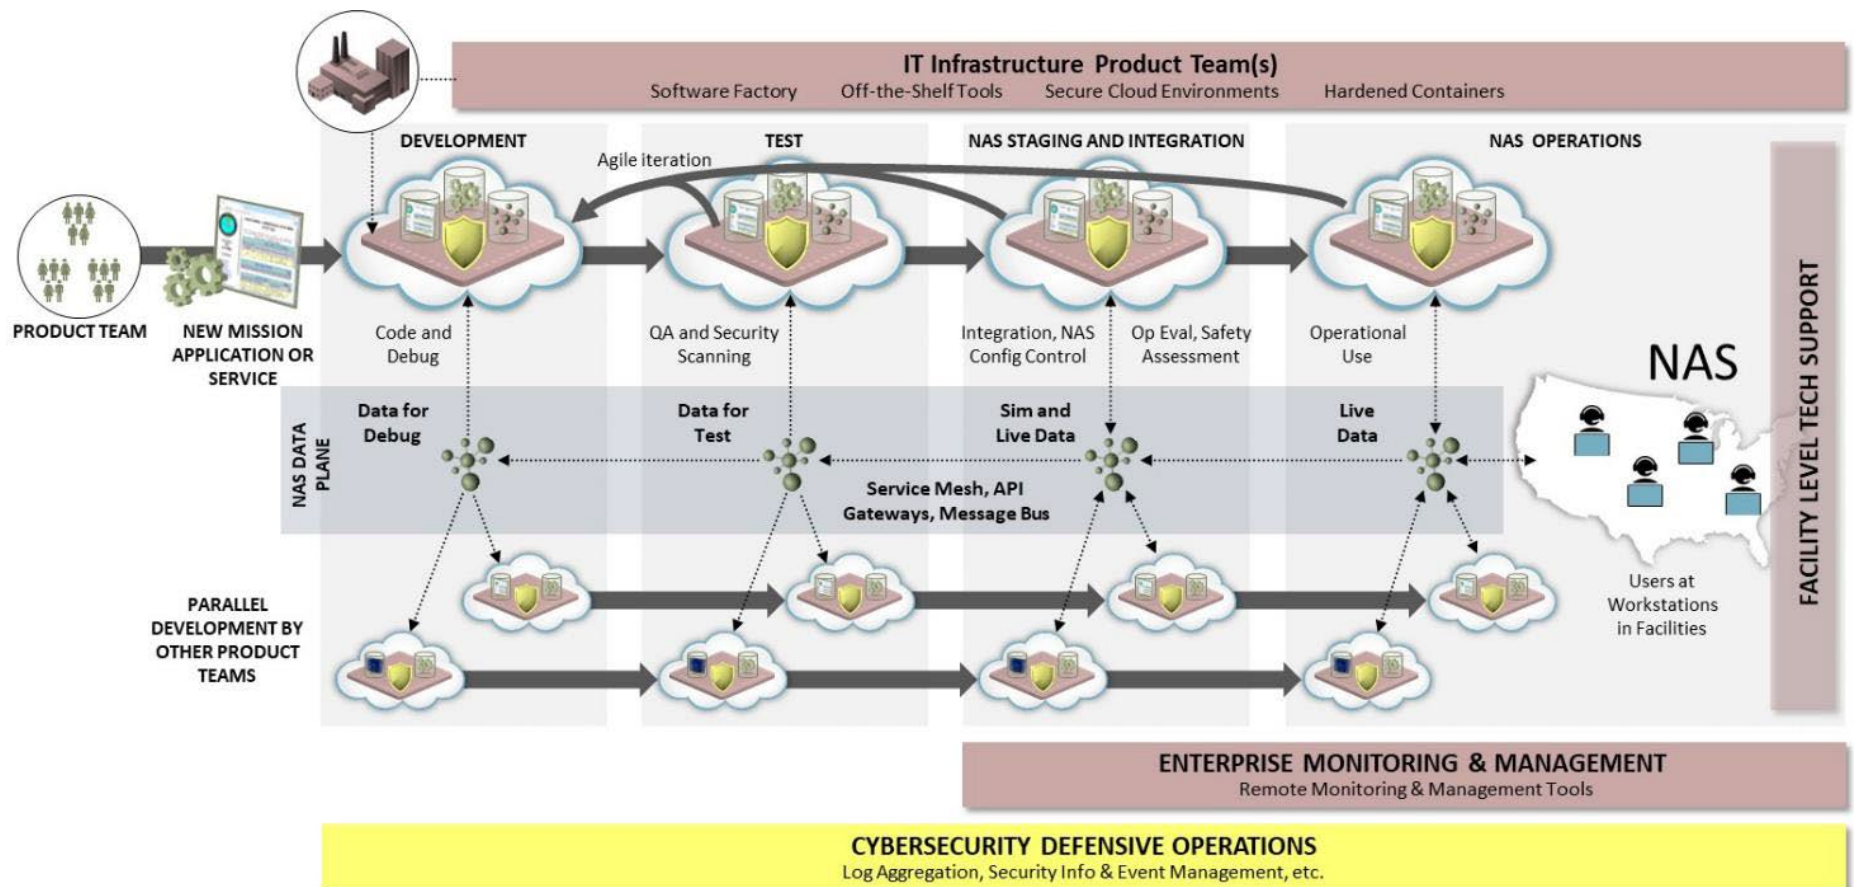 IT Infrastructure Product Team(s)
Software Factory Off-the-Shelf Tools Secure Cloud Environments Hardened Containers
DEVELOPMENT
TEST
NAS STAGING AND INTEGRATION
NAS OPERATIONS
Agile iteration
PRODUCT TEAM
NEW MISSION
APPLICATION OR
SERVICE
Code and
Debug
QA and Security
Scanning
Integration, NAS
Config Control
Op Eval, Safety
Assessment
Operational
Use
NAS
FACILITY LEVEL TECH SUPPORT
NAS DATA
PLANE
Data for
Debug
Data for
Test
Sim and
Live Data
Live
Data
Service Mesh, API
Gateways, Message Bus
Users at
Workstations
in Facilities
PARALLEL
DEVELOPMENT BY
OTHER PRODUCT
TEAMS
ENTERPRISE MONITORING & MANAGEMENT
Remote Monitoring & Management Tools
CYBERSECURITY DEFENSIVE OPERATIONS
Log Aggregation, Security Info & Event Management, etc.